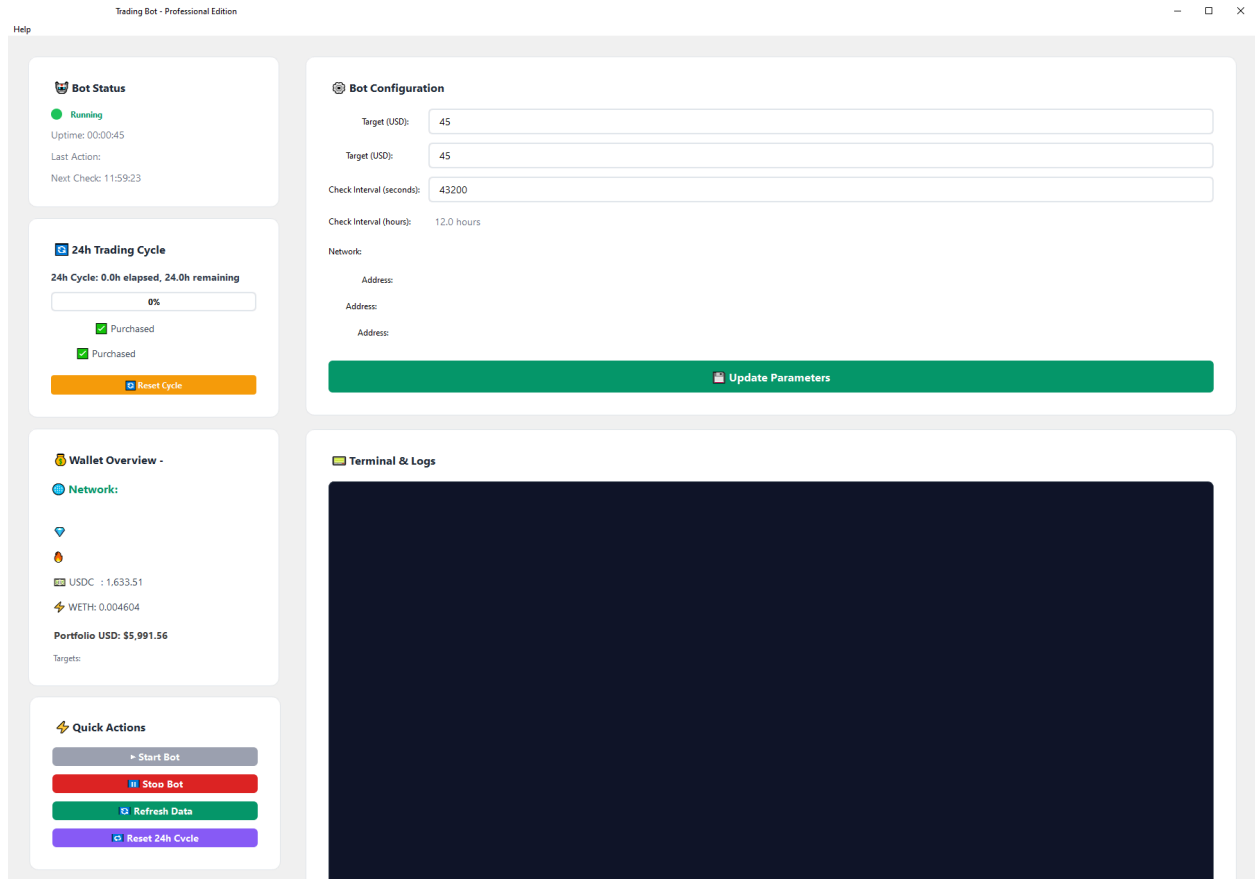 Trading Bot - Professional Edition
Help
Bot Status
Running
Uptime: 00:00:45
Last Action:
Next Check: 11:59:23
24h Trading Cycle
24h Cycle: 0.0h elapsed, 24.0h remaining
0%
Purchased
Purchased
Reset Cycle
Wallet Overview -
Network:
USDC : 1,633.51
WETH: 0.004604
Portfolio USD: $5,991.56
Targets:
Quick Actions
Start Bot
Stop Bot
Refresh Data
Reset 24h Cycle
Bot Configuration
Target (USD): 45
Target (USD): 45
Check Interval (seconds): 43200
Check Interval (hours): 12.0 hours
Network:
Address:
Address:
Address:
Update Parameters
Terminal & Logs